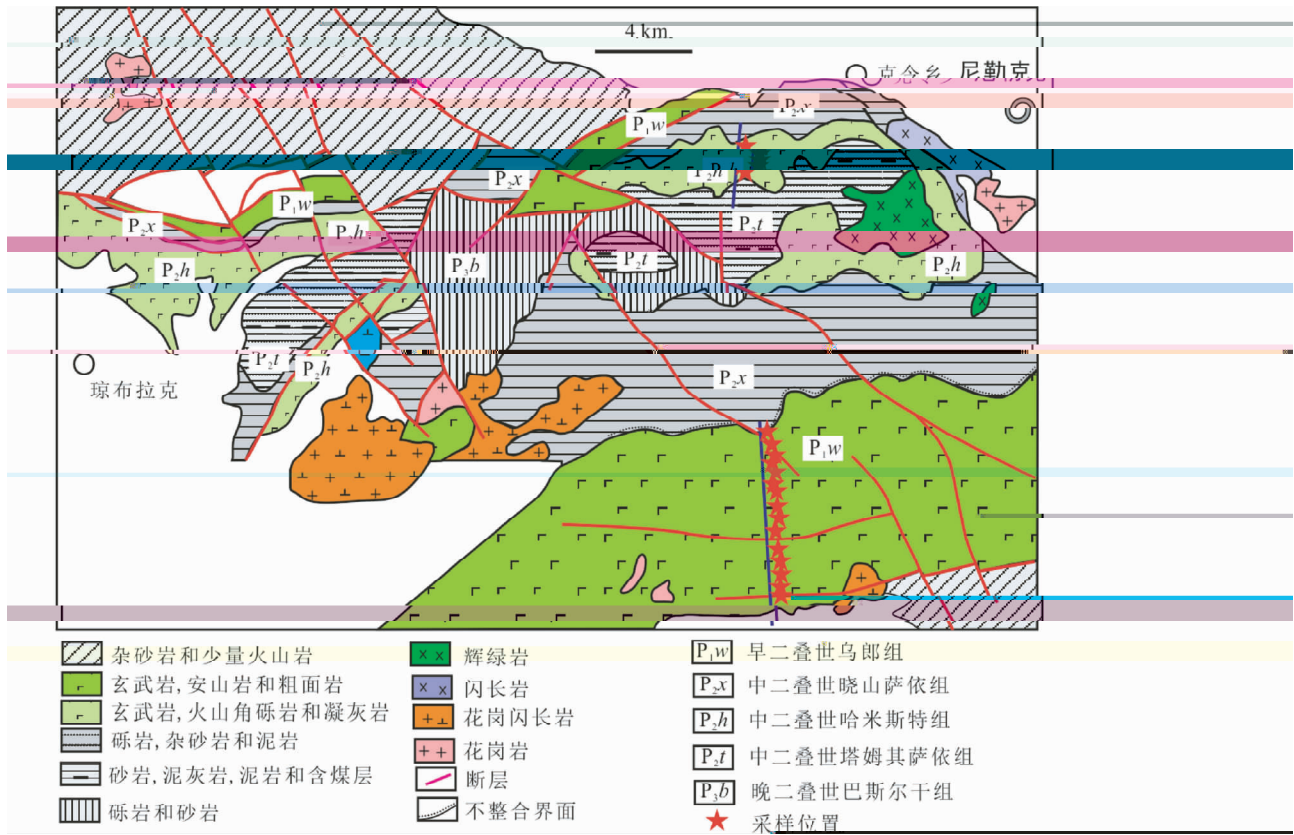 4 km
克念乡 尼勒克
P₂x
P₁w
P₂h
P₂x
P₁w
P₂t
P₂x
P₂h
P₂h
P₃b
P₂t
P₂h
P₂t
P₂h
P₂x
琼布拉克
P₁w
杂砂岩和少量火山岩
玄武岩,安山岩和粗面岩
玄武岩,火山角砾岩和凝灰岩
砾岩,杂砂岩和泥岩
砂岩,泥灰岩,泥岩和含煤层
砾岩和砂岩
辉绿岩
闪长岩
花岗闪长岩
花岗岩
断层
不整合界面
P₁w 早二叠世乌郎组
P₂x 中二叠世晓山萨依组
P₂h 中二叠世哈米斯特组
P₂t 中二叠世塔姆其萨依组
P₃b 晚二叠世巴斯尔干组
采样位置